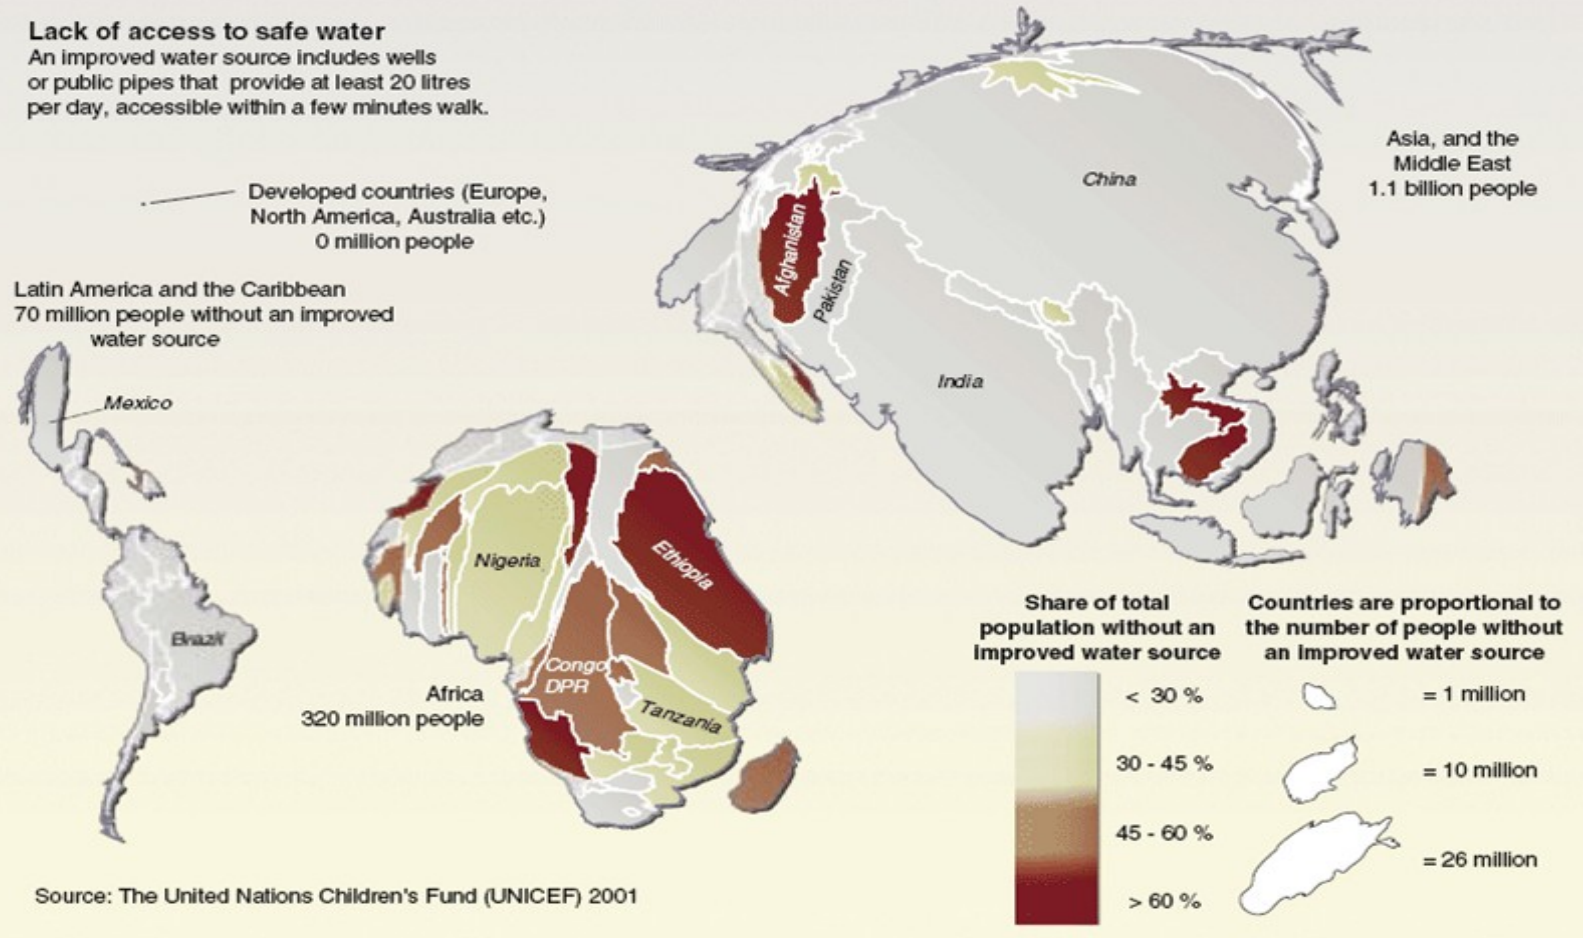 Lack of access to safe water
An improved water source includes wells
or public pipes that provide at least 20 litres
per day, accessible within a few minutes walk.
Developed countries (Europe,
North America, Australia etc.)
0 million people
Latin America and the Caribbean
70 million people without an improved
water source
Mexico
Brazil
Asia, and the
Middle East
1.1 billion people
China
Afghanistan
Pakistan
India
Nigeria
Ethiopia
Congo
DPR
Tanzania
Africa
320 million people
Share of total
population without an
improved water source
< 30 %
30 - 45 %
45 - 60 %
> 60 %
Countries are proportional to
the number of people without
an improved water source
= 1 million
= 10 million
= 26 million
Source: The United Nations Children's Fund (UNICEF) 2001